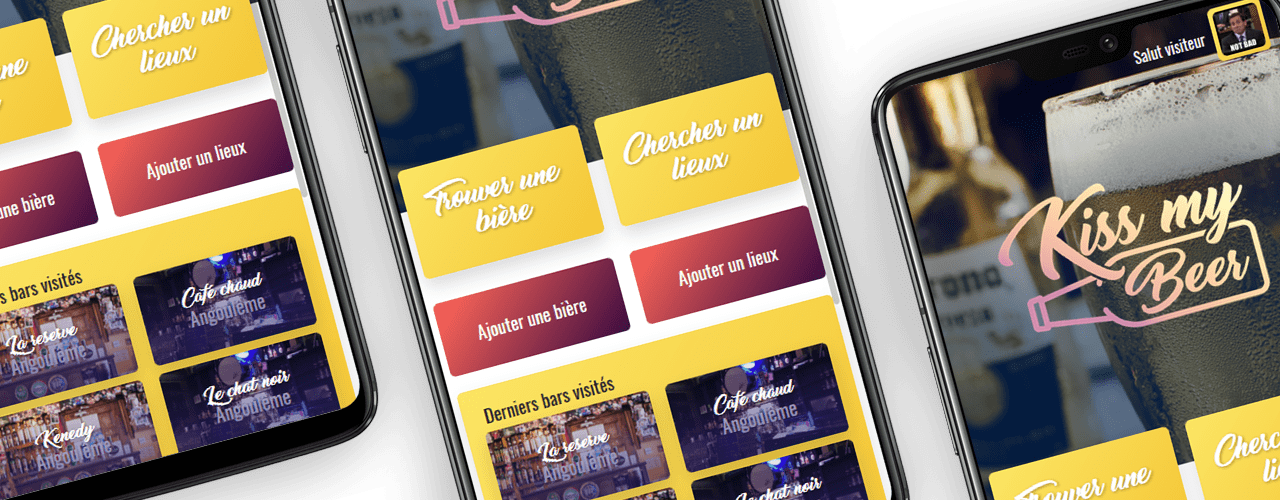 Chercher un
lieux
Ajouter un lieux
une bière
s bars visités
La reserve
Angoulême
Café chaud
Angoulême
Kenedy
Angoulême
Le chat noir
Angoulême
Trouver une
bière
Chercher un
lieux
Ajouter une bière
Ajouter un lieux
Derniers bars visités
La reserve
Angoulême
Café chaud
Angoulême
Le chat noir
Salut visiteur
NOT BAD
Kiss my
Beer
Trouver une